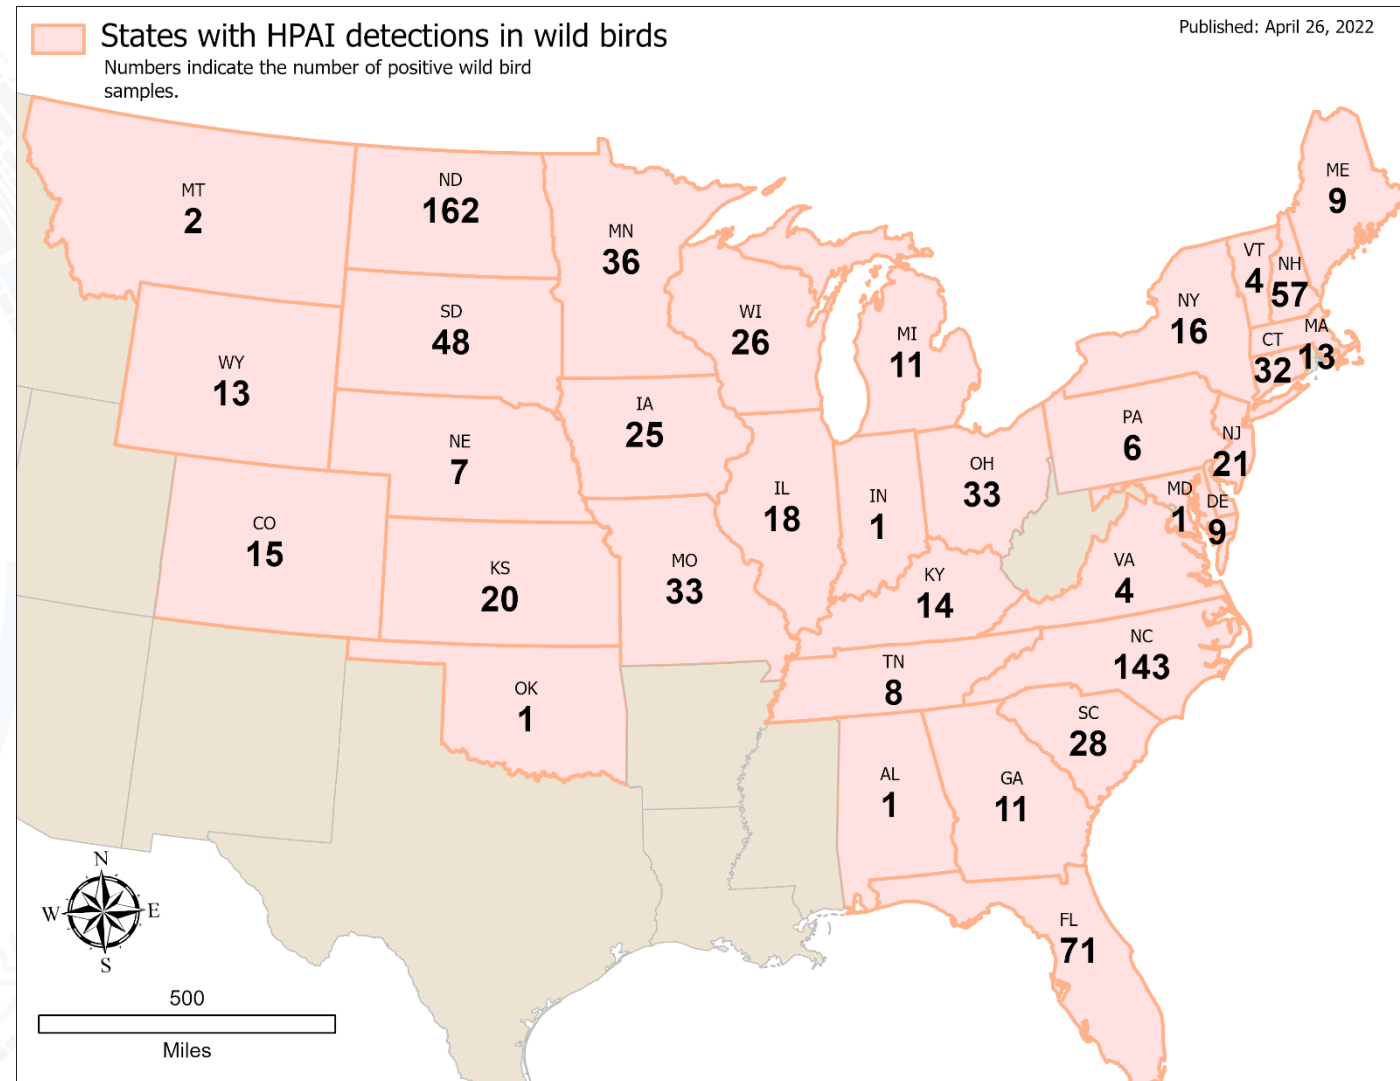 States with HPAI detections in wild birds
Numbers indicate the number of positive wild bird
samples.
Published: April 26, 2022
MT
2
ND
162
MN
36
ME
9
VT
4
NH
57
NY
16
MA
13
CT
32
SD
48
WI
26
MI
11
WY
13
IA
25
NE
7
PA
6
NJ
21
OH
33
IL
18
IN
1
MD
1
DE
9
CO
15
KS
20
MO
33
KY
14
VA
4
NC
143
TN
8
OK
1
SC
28
AL
1
GA
11
FL
71
N
W
E
S
500
Miles